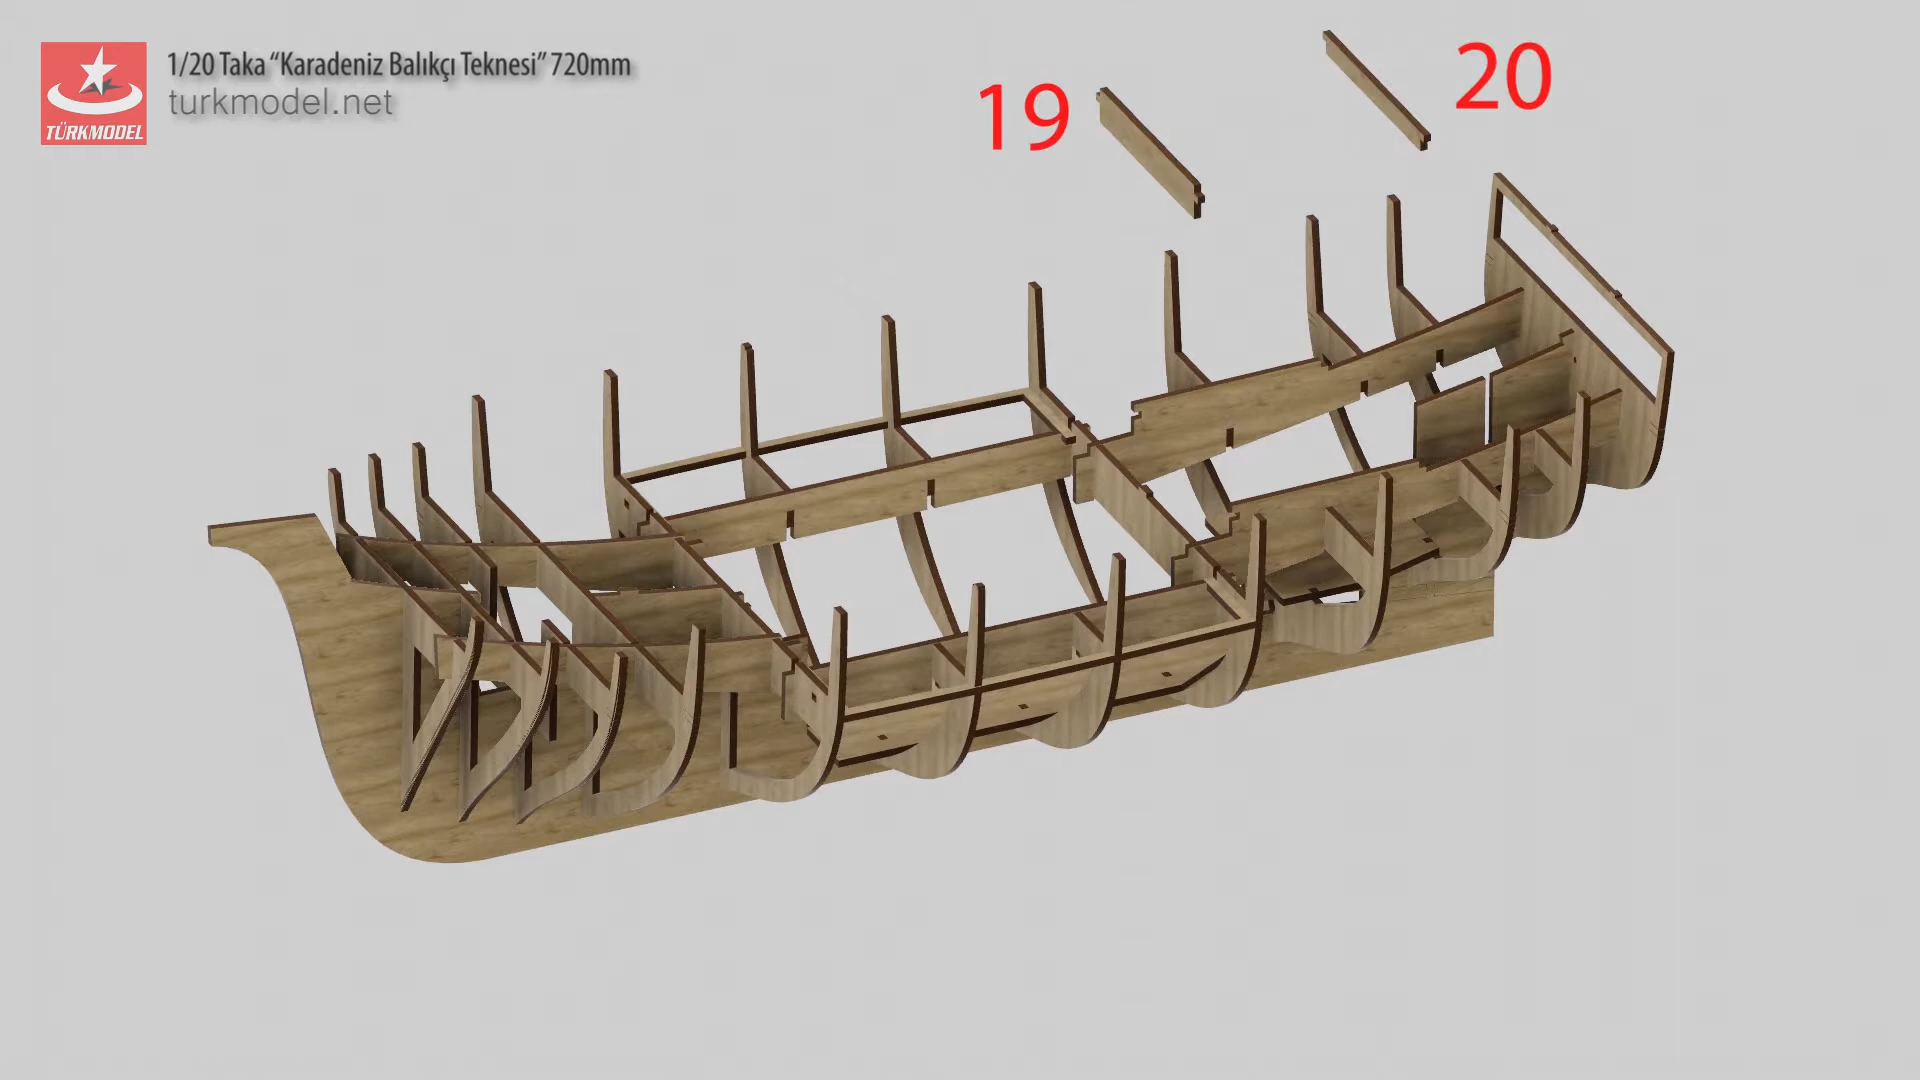 1/20 Taka “Karadeniz Balıkçı Teknesi” 720mm
turkmodel.net
TÜRKMODEL
19
20